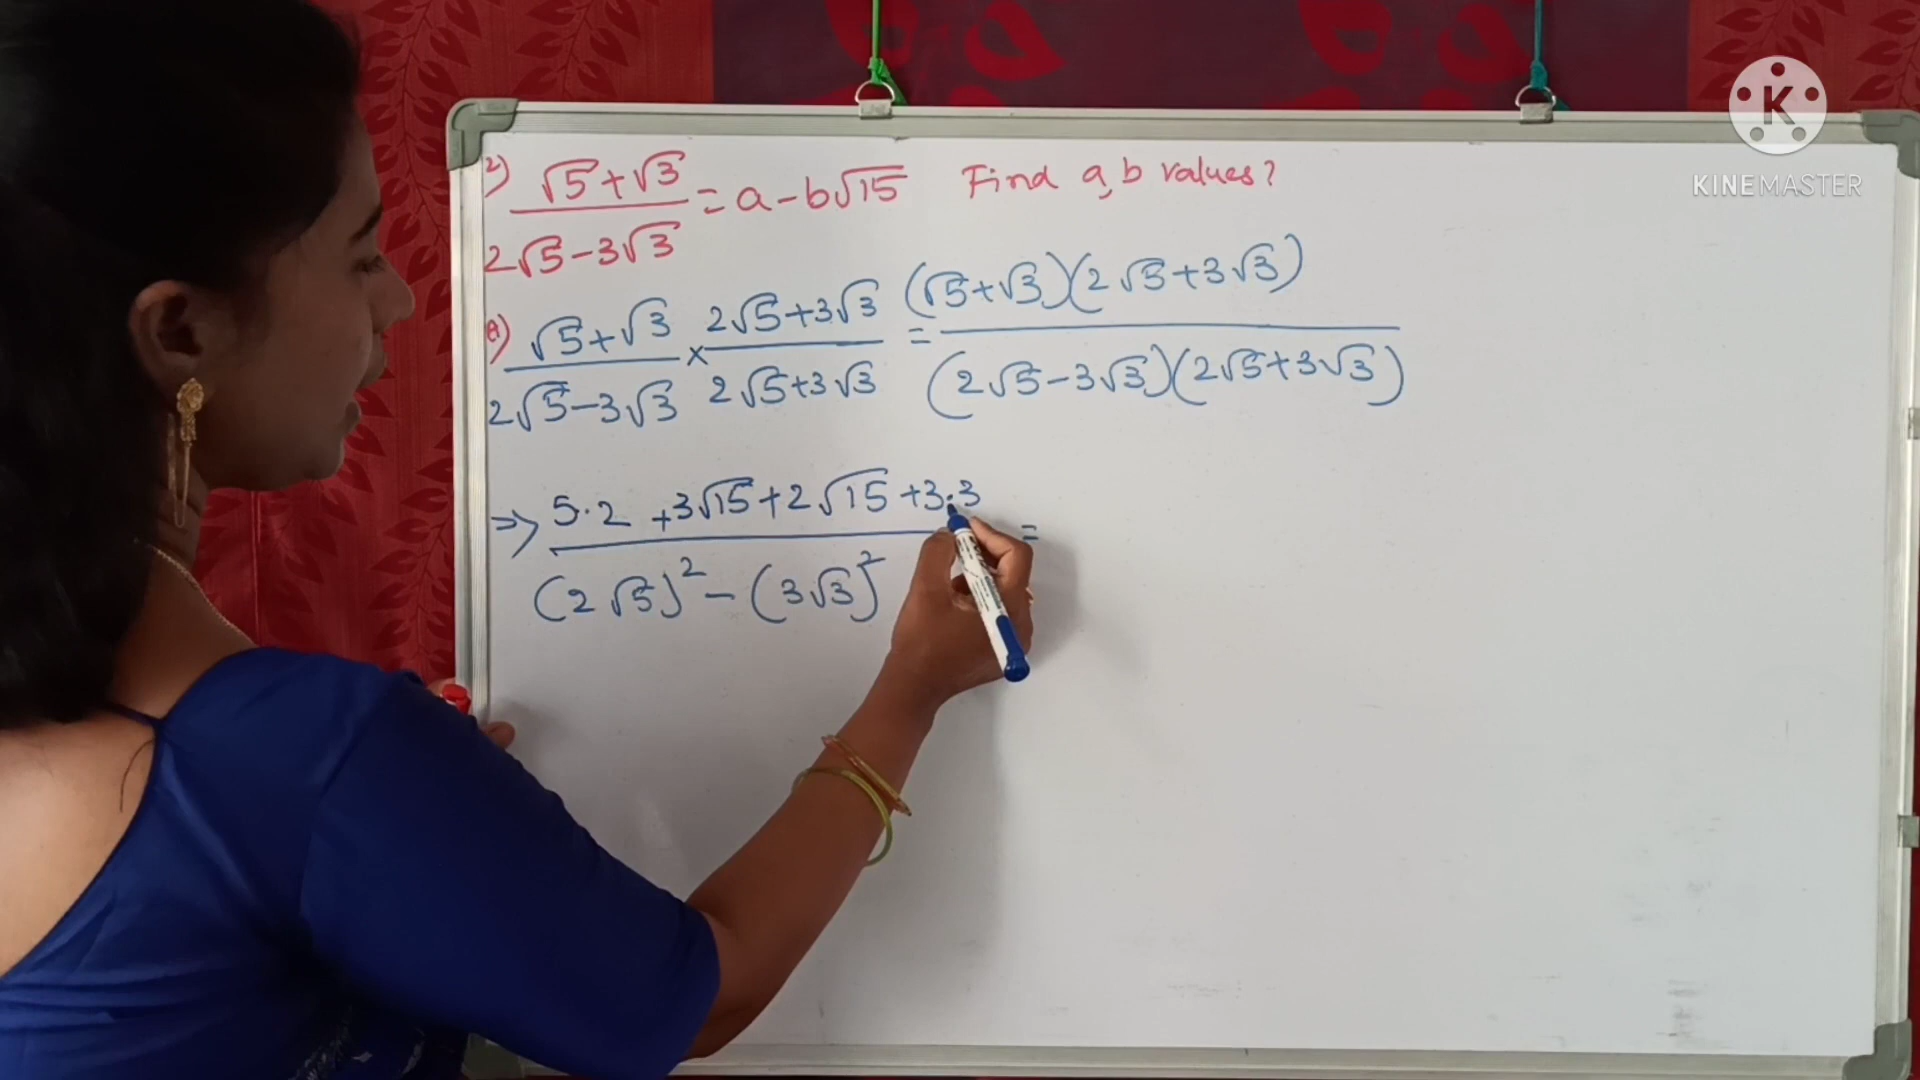 KINEMASTER
2) √5+√3 / 2√5-3√3 = a-b√15 Find a,b values?
A) √5+√3 / 2√5-3√3 × 2√5+3√3 / 2√5+3√3 = (√5+√3)(2√5+3√3) / (2√5-3√3)(2√5+3√3)
=> 5·2 +3√15+2√15+3·3 / (2√5)² - (3√3)² =